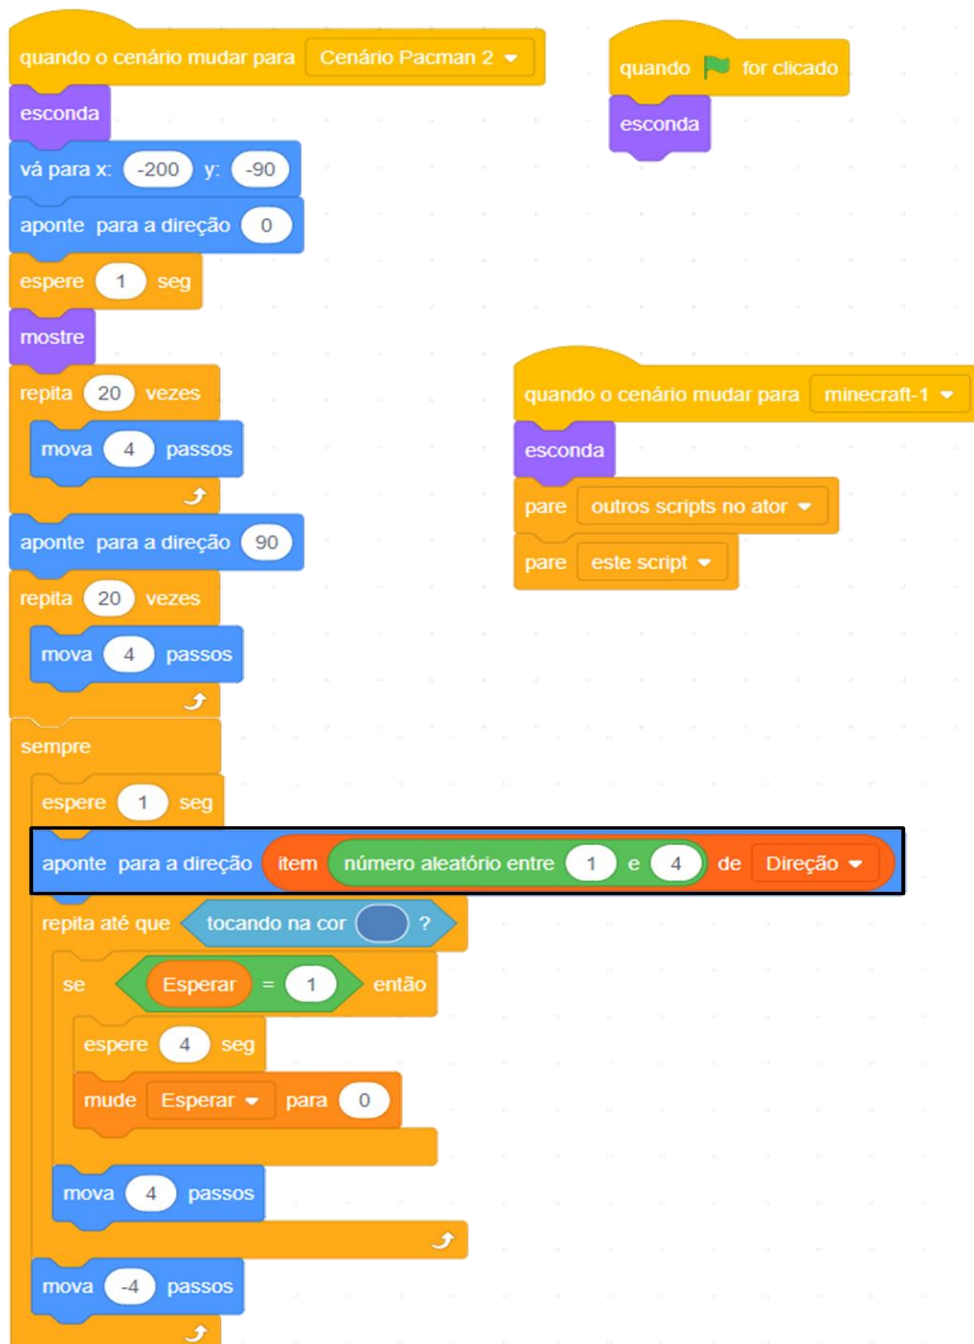 quando o cenário mudar para Cenário Pacman 2
esconda
vá para x: -200 y: -90
aponte para a direção 0
espere 1 seg
mostre
repita 20 vezes
mova 4 passos
aponte para a direção 90
repita 20 vezes
mova 4 passos
sempre
espere 1 seg
aponte para a direção item número aleatório entre 1 e 4 de Direção
repita até que tocando na cor ?
se Esperar = 1 então
espere 4 seg
mude Esperar para 0
mova 4 passos
mova -4 passos
quando for clicado
esconda
quando o cenário mudar para minecraft-1
esconda
pare outros scripts no ator
pare este script